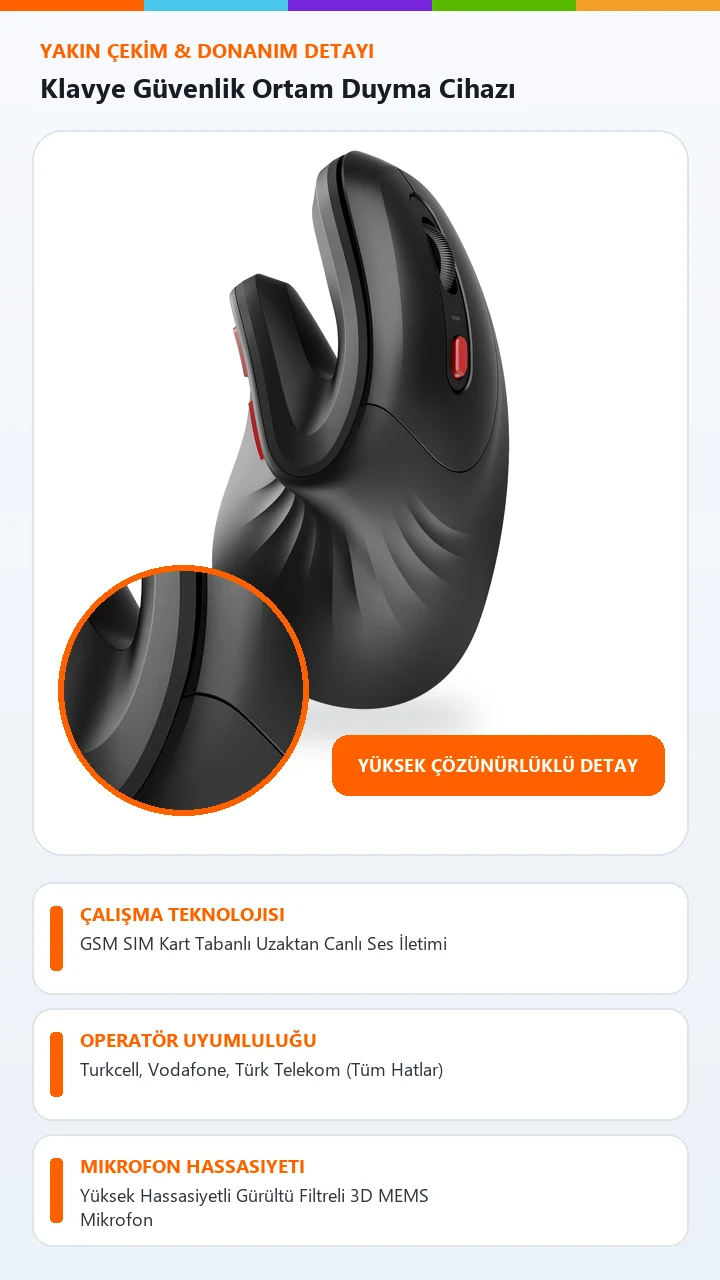 YAKIN ÇEKİM & DONANIM DETAYI
Klavye Güvenlik Ortam Duyma Cihazı
YÜKSEK ÇÖZÜNÜRLÜKLÜ DETAY
ÇALIŞMA TEKNOLOJISI
GSM SIM Kart Tabanlı Uzaktan Canlı Ses İletimi
OPERATÖR UYUMLULUĞU
Turkcell, Vodafone, Türk Telekom (Tüm Hatlar)
MIKROFON HASSASIYETI
Yüksek Hassasiyetli Gürültü Filtreli 3D MEMS
Mikrofon